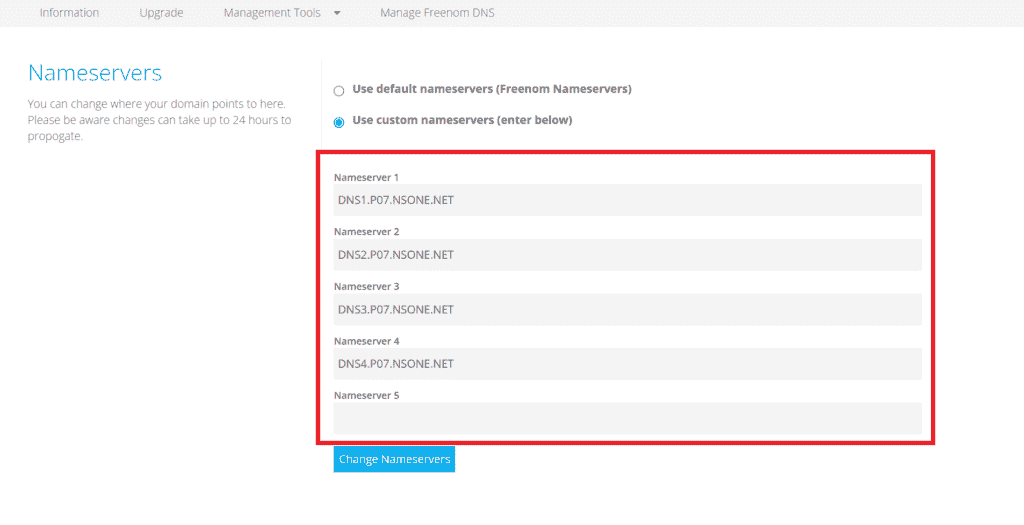 Information Upgrade Management Tools Manage Freenom DNS
Nameservers
You can change where your domain points to here.
Please be aware changes can take up to 24 hours to
propogate.
Use default nameservers (Freenom Nameservers)
Use custom nameservers (enter below)
Nameserver 1
DNS1.P07.NSONE.NET
Nameserver 2
DNS2.P07.NSONE.NET
Nameserver 3
DNS3.P07.NSONE.NET
Nameserver 4
DNS4.P07.NSONE.NET
Nameserver 5
Change Nameservers